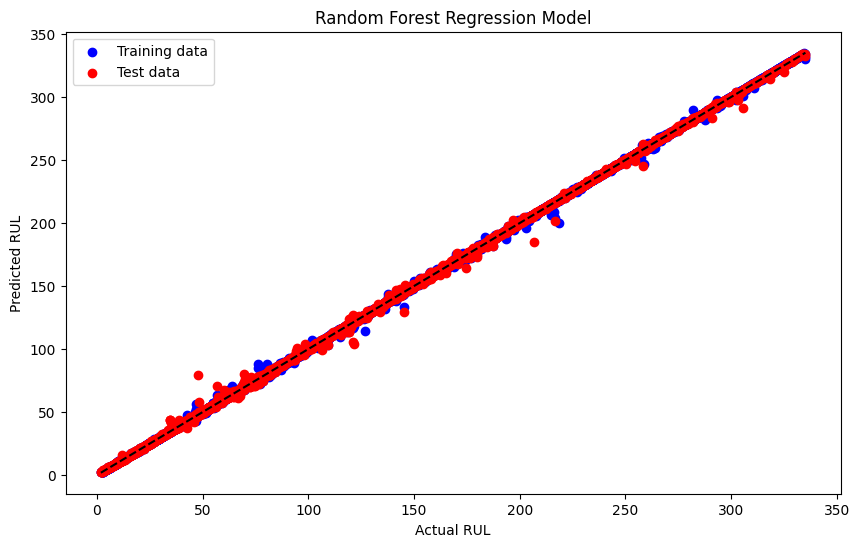 Random Forest Regression Model
Training data
Test data
350
300
250
200
150
100
50
0
Predicted RUL
0 50 100 150 200 250 300 350
Actual RUL